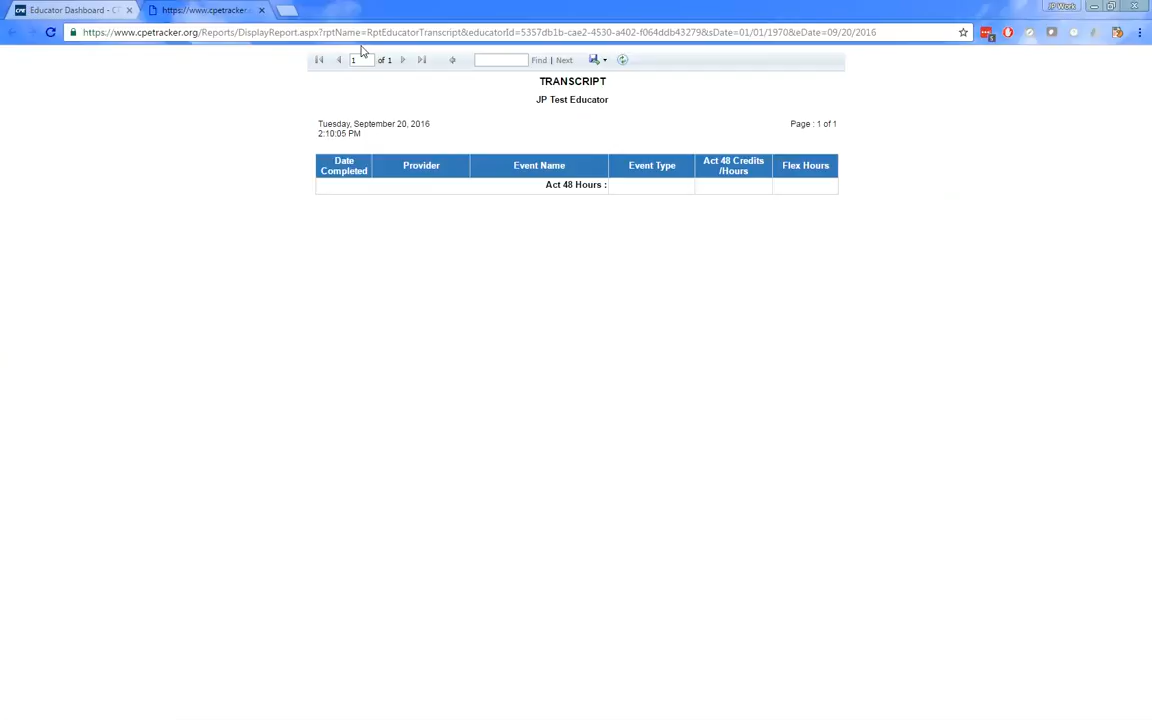 Educator Dashboard - C
https://www.cpetracker.
JP Work
https://www.cpetracker.org/Reports/DisplayReport.aspx?rptName=RptEducatorTranscript&educatorId=5357db1b-cae2-4530-a402-f064ddb43279&sDate=01/01/1970&eDate=09/20/2016
1 of 1 Find | Next
TRANSCRIPT
JP Test Educator
Tuesday, September 20, 2016
2:10:05 PM
Page : 1 of 1
Date Completed
Provider
Event Name
Event Type
Act 48 Credits /Hours
Flex Hours
Act 48 Hours :